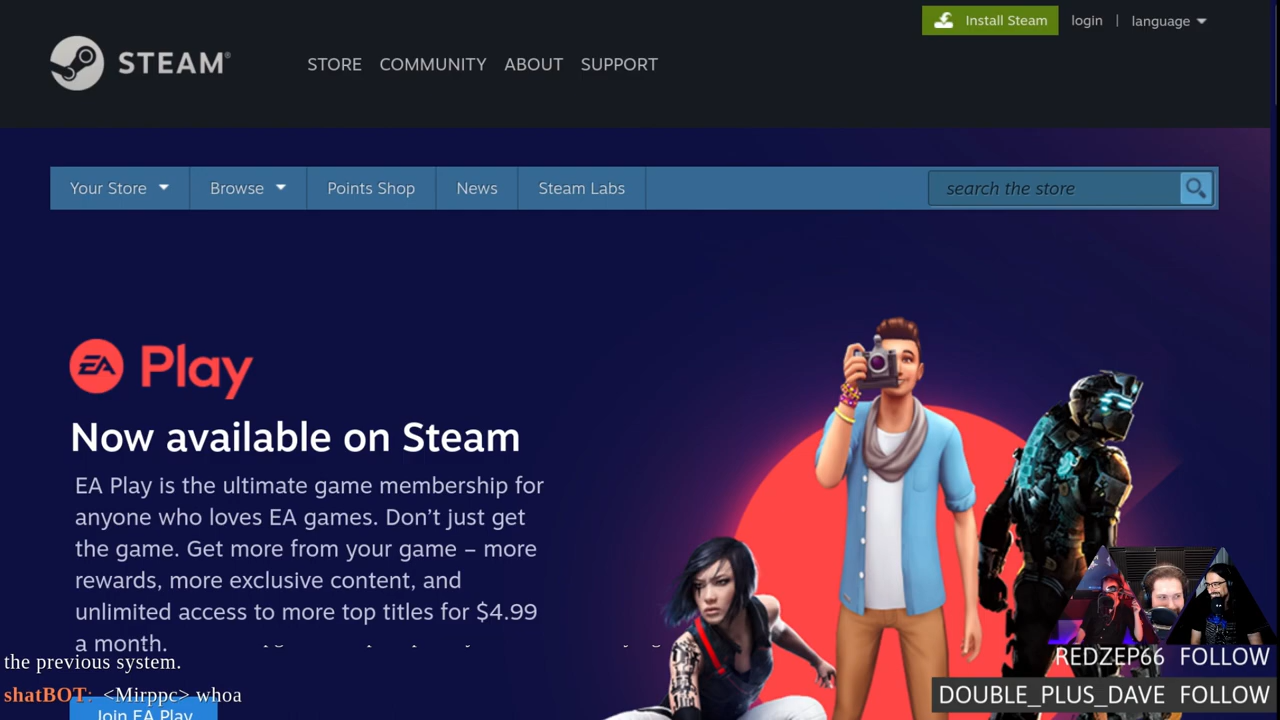 Install Steam login | language
STEAM®
STORE COMMUNITY ABOUT SUPPORT
Your Store Browse Points Shop News Steam Labs search the store
EA Play
Now available on Steam
EA Play is the ultimate game membership for
anyone who loves EA games. Don’t just get
the game. Get more from your game – more
rewards, more exclusive content, and
unlimited access to more top titles for $4.99
a month.
the previous system.
shatBOT: <Mirppc> whoa
Join EA Play
REDZEP66 FOLLOW
DOUBLE_PLUS_DAVE FOLLOW